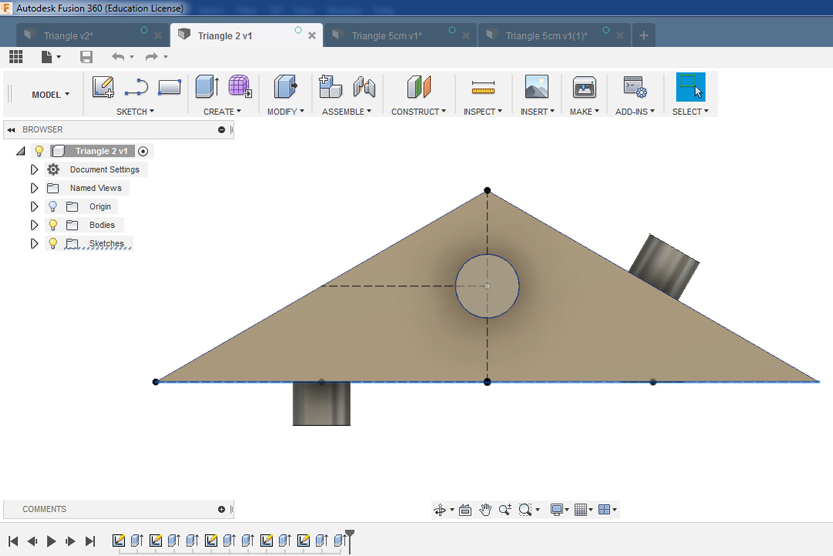 Autodesk Fusion 360 (Education License)
Triangle v2*
Triangle 2 v1
Triangle 5cm v1*
Triangle 5cm v1(1)*
MODEL
SKETCH
CREATE
MODIFY
ASSEMBLE
CONSTRUCT
INSPECT
INSERT
MAKE
ADD-INS
SELECT
BROWSER
Triangle 2 v1
Document Settings
Named Views
Origin
Bodies
Sketches
COMMENTS